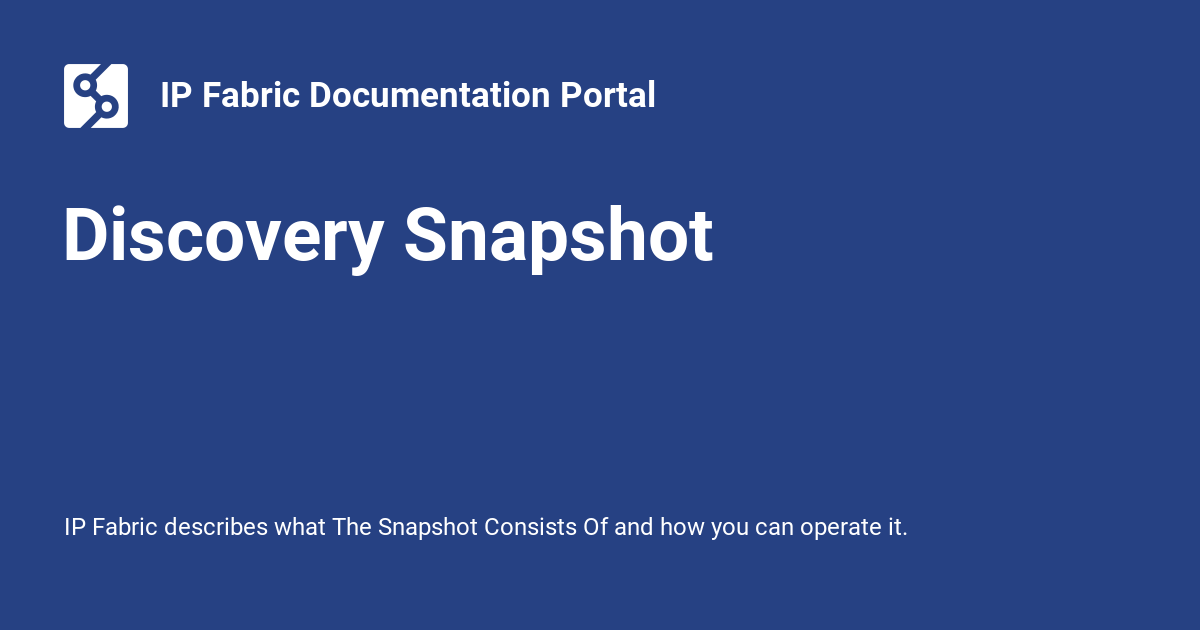 IP Fabric Documentation Portal
Discovery Snapshot
IP Fabric describes what The Snapshot Consists Of and how you can operate it.